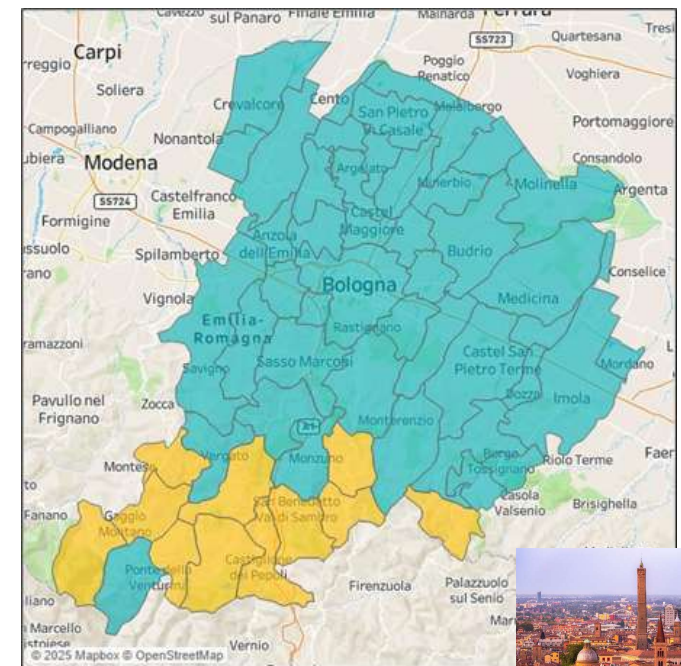 Cavezzo
sul Panaro
Finale Emilia
Mainarda
Ferrara
SS723
Quartesana
Carpi
Poggio
Renatico
Voghiera
Soliera
Crevalcore
Cento
San Pietro
in Casale
Malalbergo
Portomaggiore
Campogalliano
Nonantola
Modena
Argelato
Minerbio
Molinella
Consandolo
Argenta
SS724
Castelfranco
Emilia
Castel
Maggiore
Formigine
Anzola
dell'Emilia
Budrio
Spilamberto
Conselice
Vignola
Bologna
Medicina
Emilia-
Romagna
Rastignano
Savigno
Sasso Marconi
Castel San
Pietro Terme
Mordano
Pavullo nel
Frignano
Zocca
Dozza
Imola
A1
Monterenzio
Montese
Vergato
Monzuno
Borgo
Tossignano
Riolo Terme
Casola
Valsenio
Brisighella
Fanano
Gaggio
Montano
San Benedetto
Val di Sambro
Ponte della
Venturina
Castiglione
dei Pepoli
Firenzuola
Palazzuolo
sul Senio
Vernio
© 2025 Mapbox © OpenStreetMap